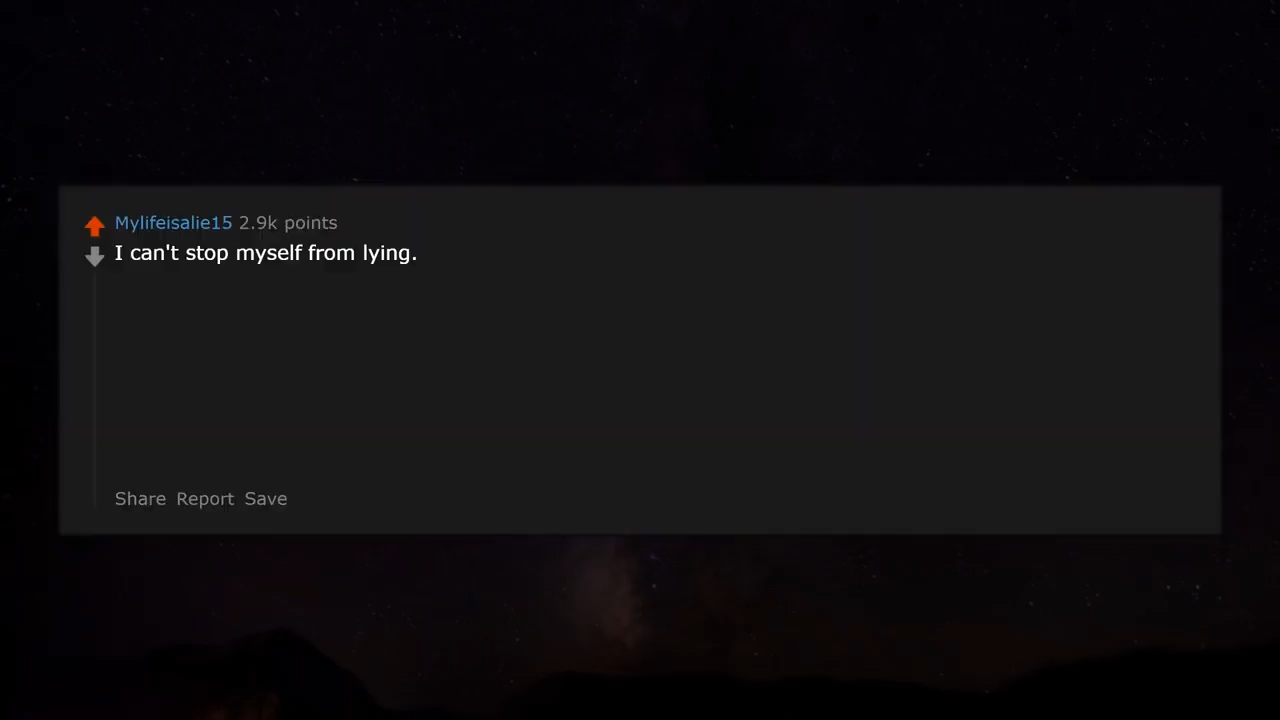 Mylifeisalie15 2.9k points
I can't stop myself from lying.
Share Report Save